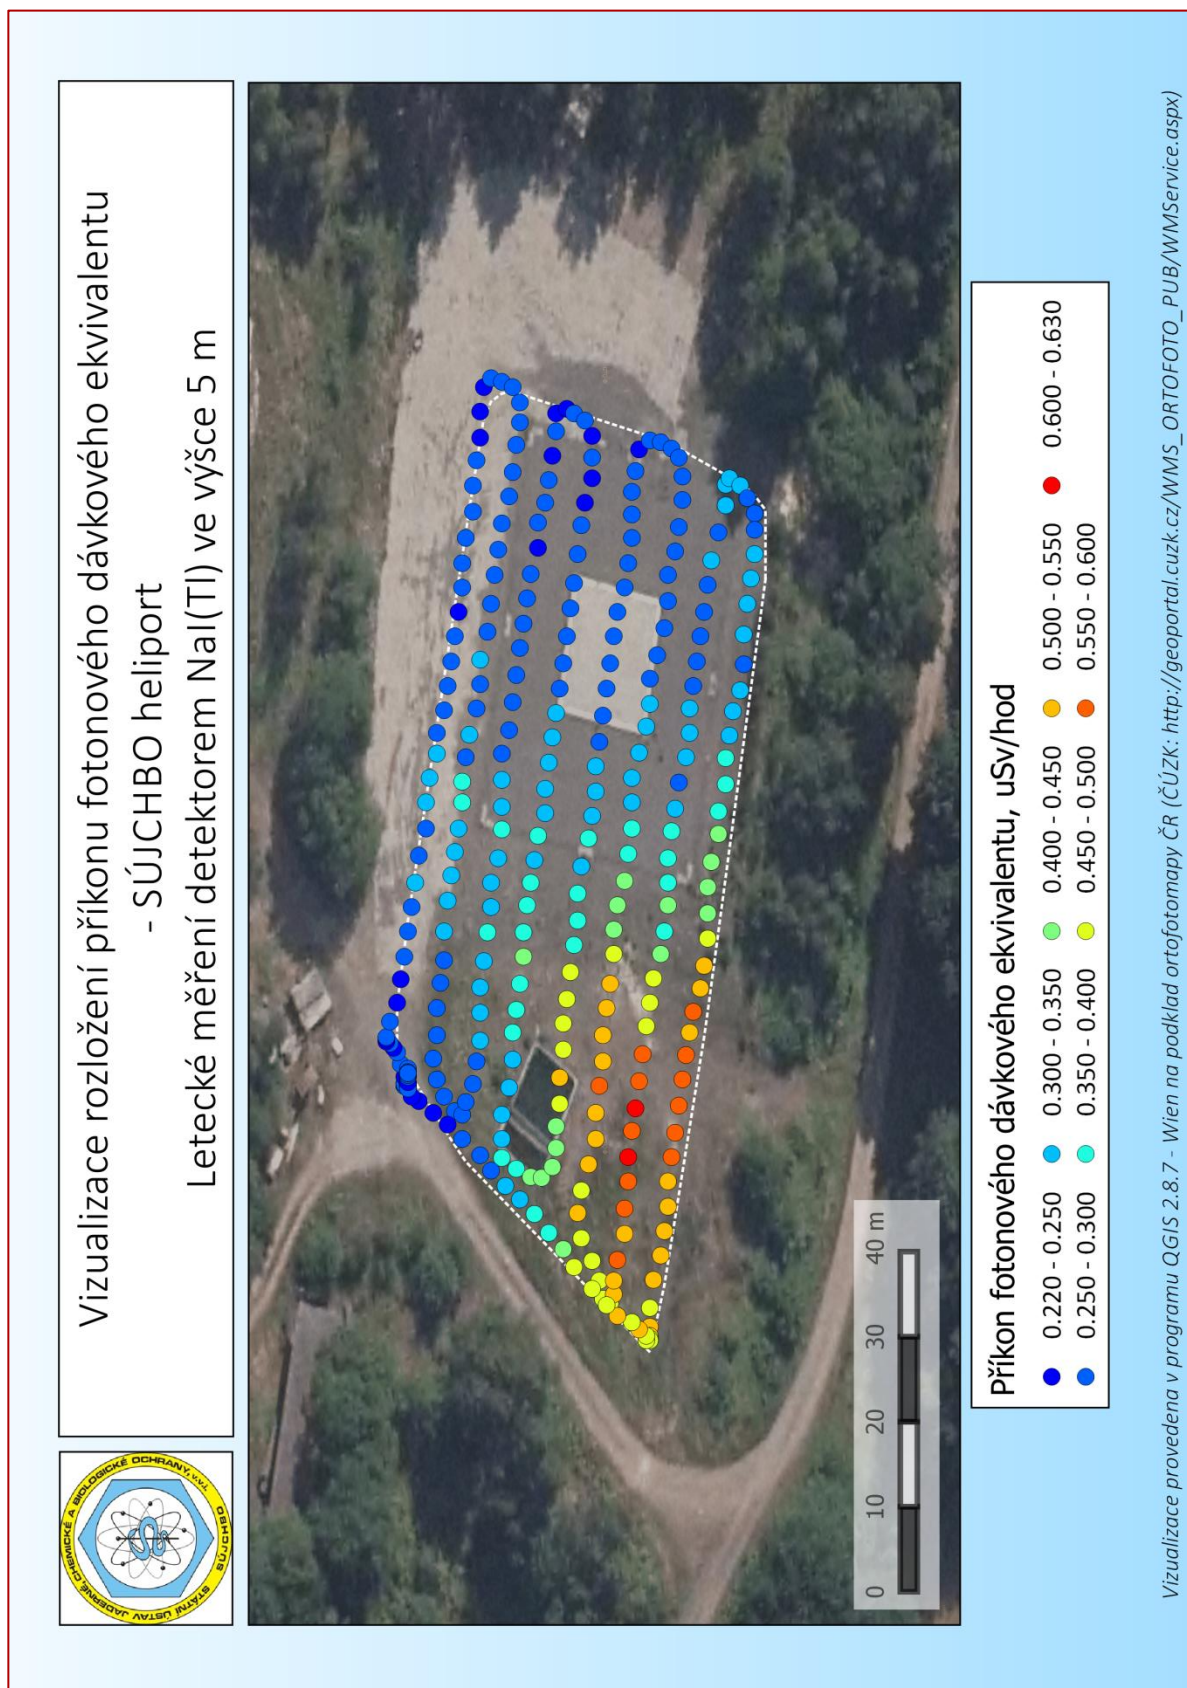 Vizualizace rozložení příkonu fotonového dávkového ekvivalentu
- SÚJCHBO heliport
Letecké měření detektorem NaI(Tl) ve výšce 5 m
STÁTNÍ ÚSTAV JADERNÉ, CHEMICKÉ A BIOLOGICKÉ OCHRANY, v.v.i.
SÚJCHBO
0 10 20 30 40 m
Příkon fotonového dávkového ekvivalentu, uSv/hod
0.220 - 0.250 0.300 - 0.350 0.400 - 0.450 0.500 - 0.550 0.600 - 0.630
0.250 - 0.300 0.350 - 0.400 0.450 - 0.500 0.550 - 0.600
Vizualizace provedena v programu QGIS 2.8.7 - Wien na podklad ortofotomapy ČR (ČÚZK: http://geoportal.cuzk.cz/WMS_ORTOFOTO_PUB/WMService.aspx)